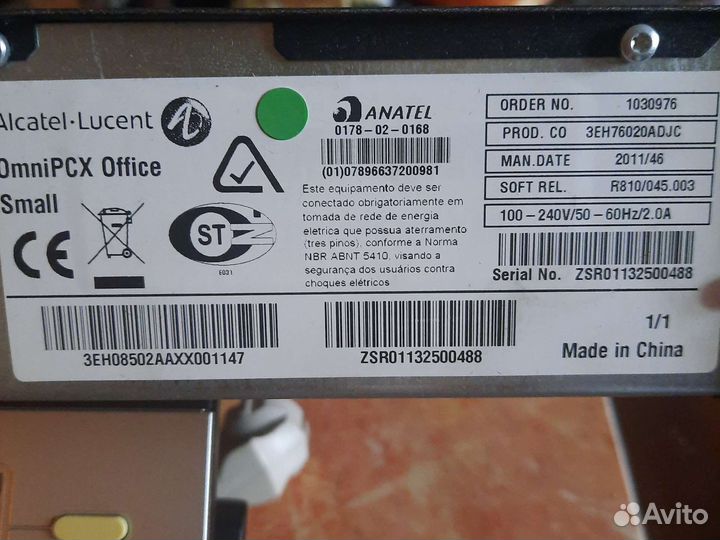 Alcatel·Lucent
OmniPCX Office
Small
CE
ST
E031
ANATEL
0178-02-0168
(01)07896637200981
Este equipamento deve ser
conectado obrigatoriamente em
tomada de rede de energia
eletrica que possua aterramento
(tres pinos), conforme a Norma
NBR ABNT 5410, visando a
segurança dos usuários contra
choques elétricos
ORDER NO. 1030976
PROD. CO 3EH76020ADJC
MAN.DATE 2011/46
SOFT REL. R810/045.003
100-240V/50-60Hz/2.0A
Serial No. ZSR01132500488
3EH08502AAXX001147
ZSR01132500488
1/1
Made in China
Avito